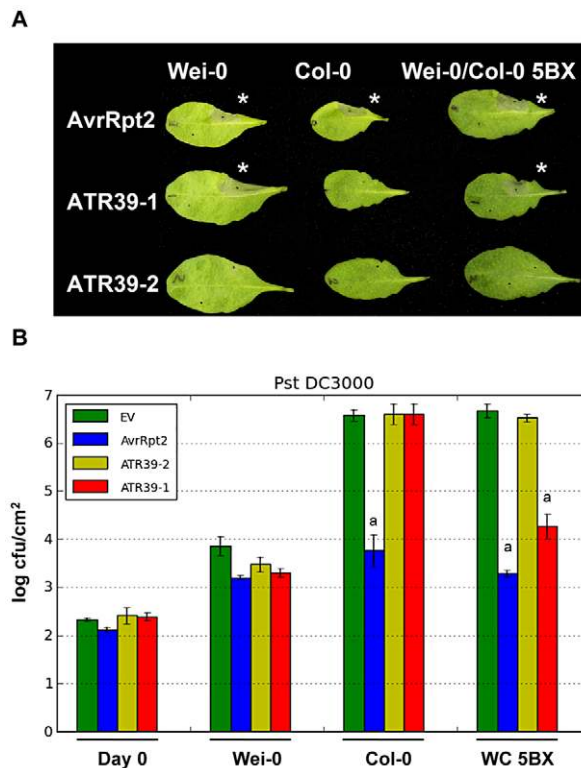 A
Wei-0 Col-0 Wei-0/Col-0 5BX
AvrRpt2 * * *
ATR39-1 * *
ATR39-2
B
Pst DC3000
log cfu/cm²
7
6
5
4
3
2
1
0
EV
AvrRpt2
ATR39-2
ATR39-1
a
a
a
Day 0 Wei-0 Col-0 WC 5BX